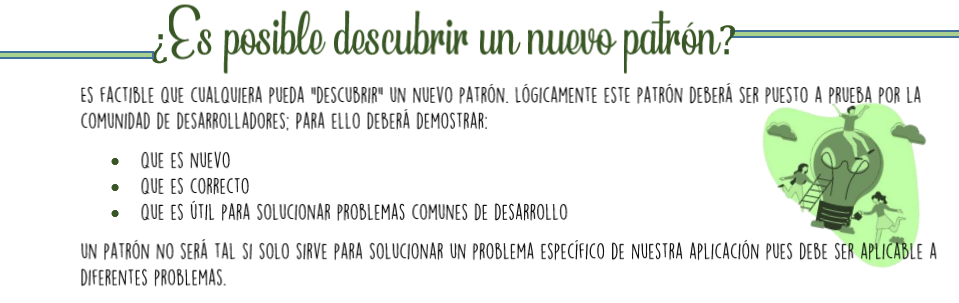 ¿Es posible descubrir un nuevo patrón?
ES FACTIBLE QUE CUALQUIERA PUEDA "DESCUBRIR" UN NUEVO PATRÓN. LÓGICAMENTE ESTE PATRÓN DEBERÁ SER PUESTO A PRUEBA POR LA
COMUNIDAD DE DESARROLLADORES; PARA ELLO DEBERÁ DEMOSTRAR:
• QUE ES NUEVO
• QUE ES CORRECTO
• QUE ES ÚTIL PARA SOLUCIONAR PROBLEMAS COMUNES DE DESARROLLO
UN PATRÓN NO SERÁ TAL SI SOLO SIRVE PARA SOLUCIONAR UN PROBLEMA ESPECÍFICO DE NUESTRA APLICACIÓN PUES DEBE SER APLICABLE A
DIFERENTES PROBLEMAS.